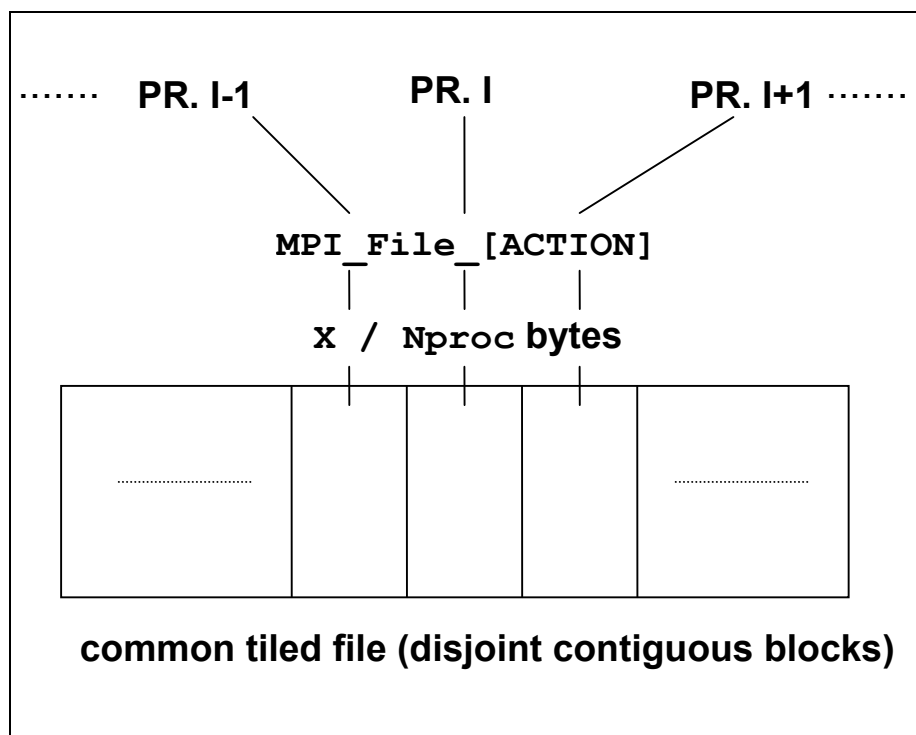 ....... PR. I-1 PR. I PR. I+1 .......
MPI_File_[ACTION]
X / Nproc bytes
common tiled file (disjoint contiguous blocks)